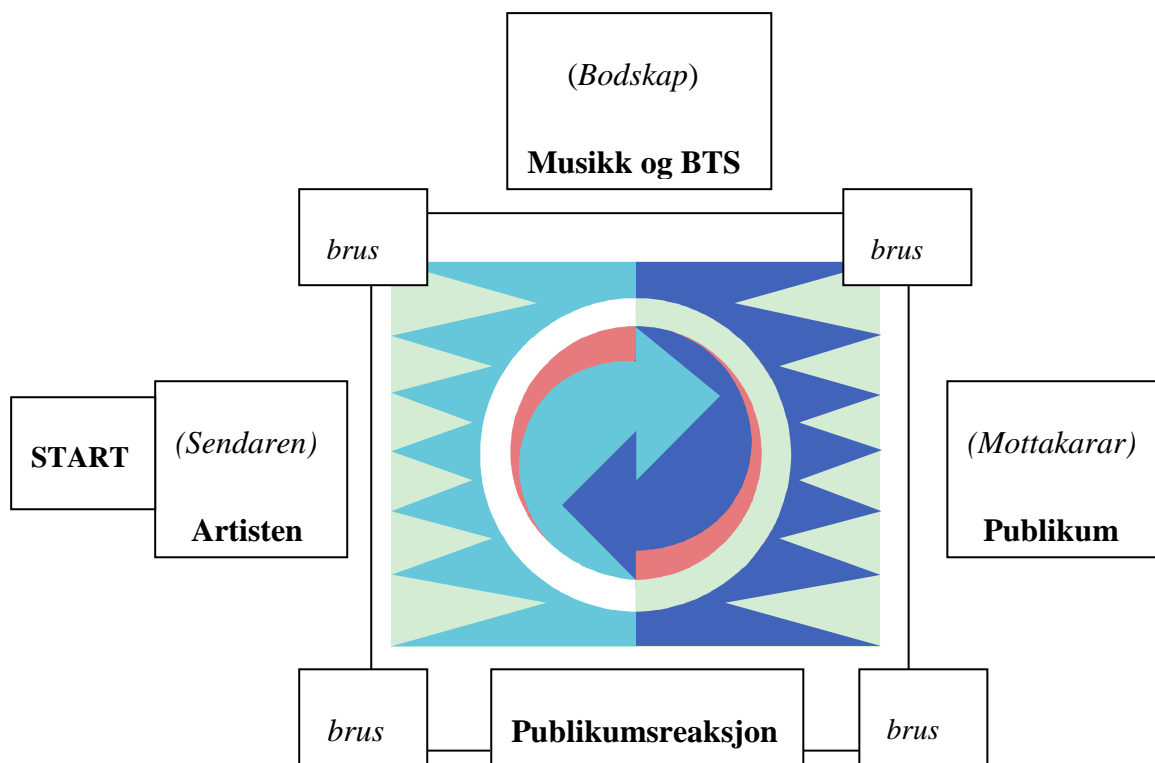 (Bodskap)
Musikk og BTS
brus
brus
START
(Sendaren)
Artisten
(Mottakarar)
Publikum
brus
Publikumsreaksjon
brus